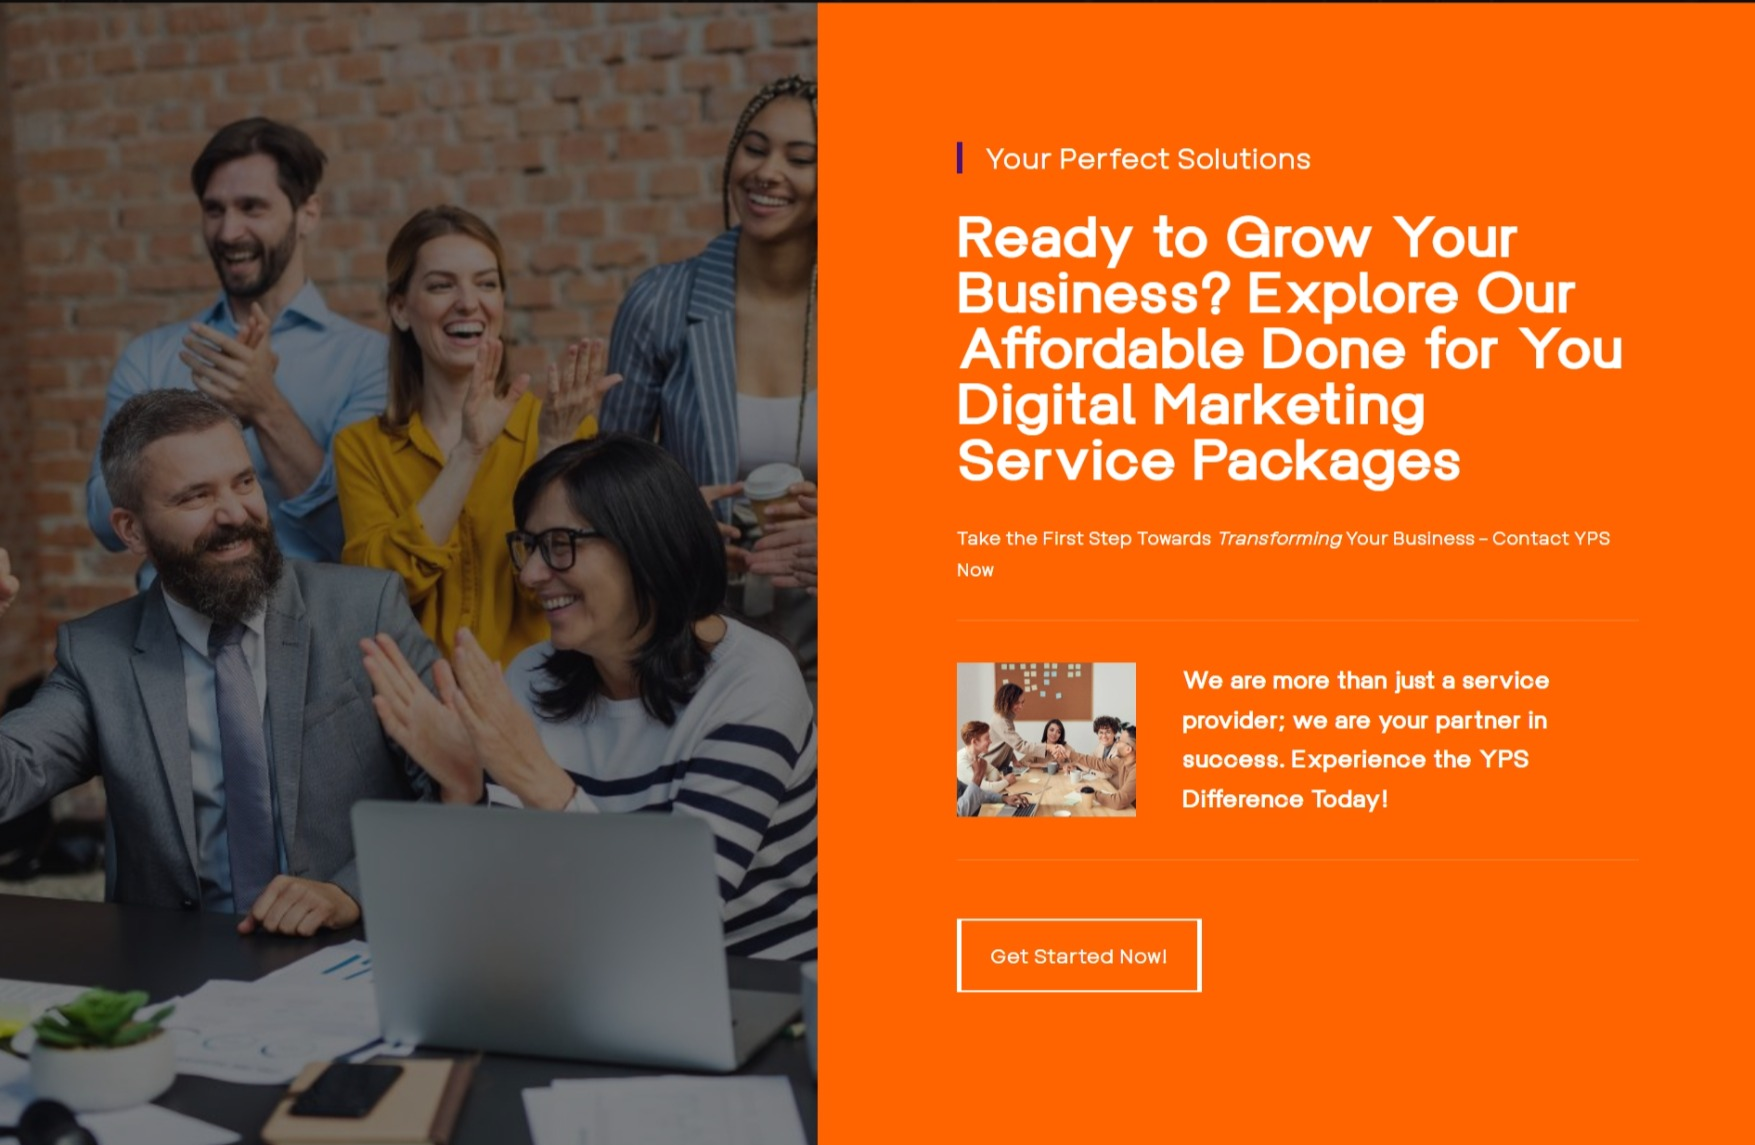 Your Perfect Solutions
Ready to Grow Your
Business? Explore Our
Affordable Done for You
Digital Marketing
Service Packages
Take the First Step Towards Transforming Your Business – Contact YPS
Now
We are more than just a service
provider; we are your partner in
success. Experience the YPS
Difference Today!
Get Started Now!